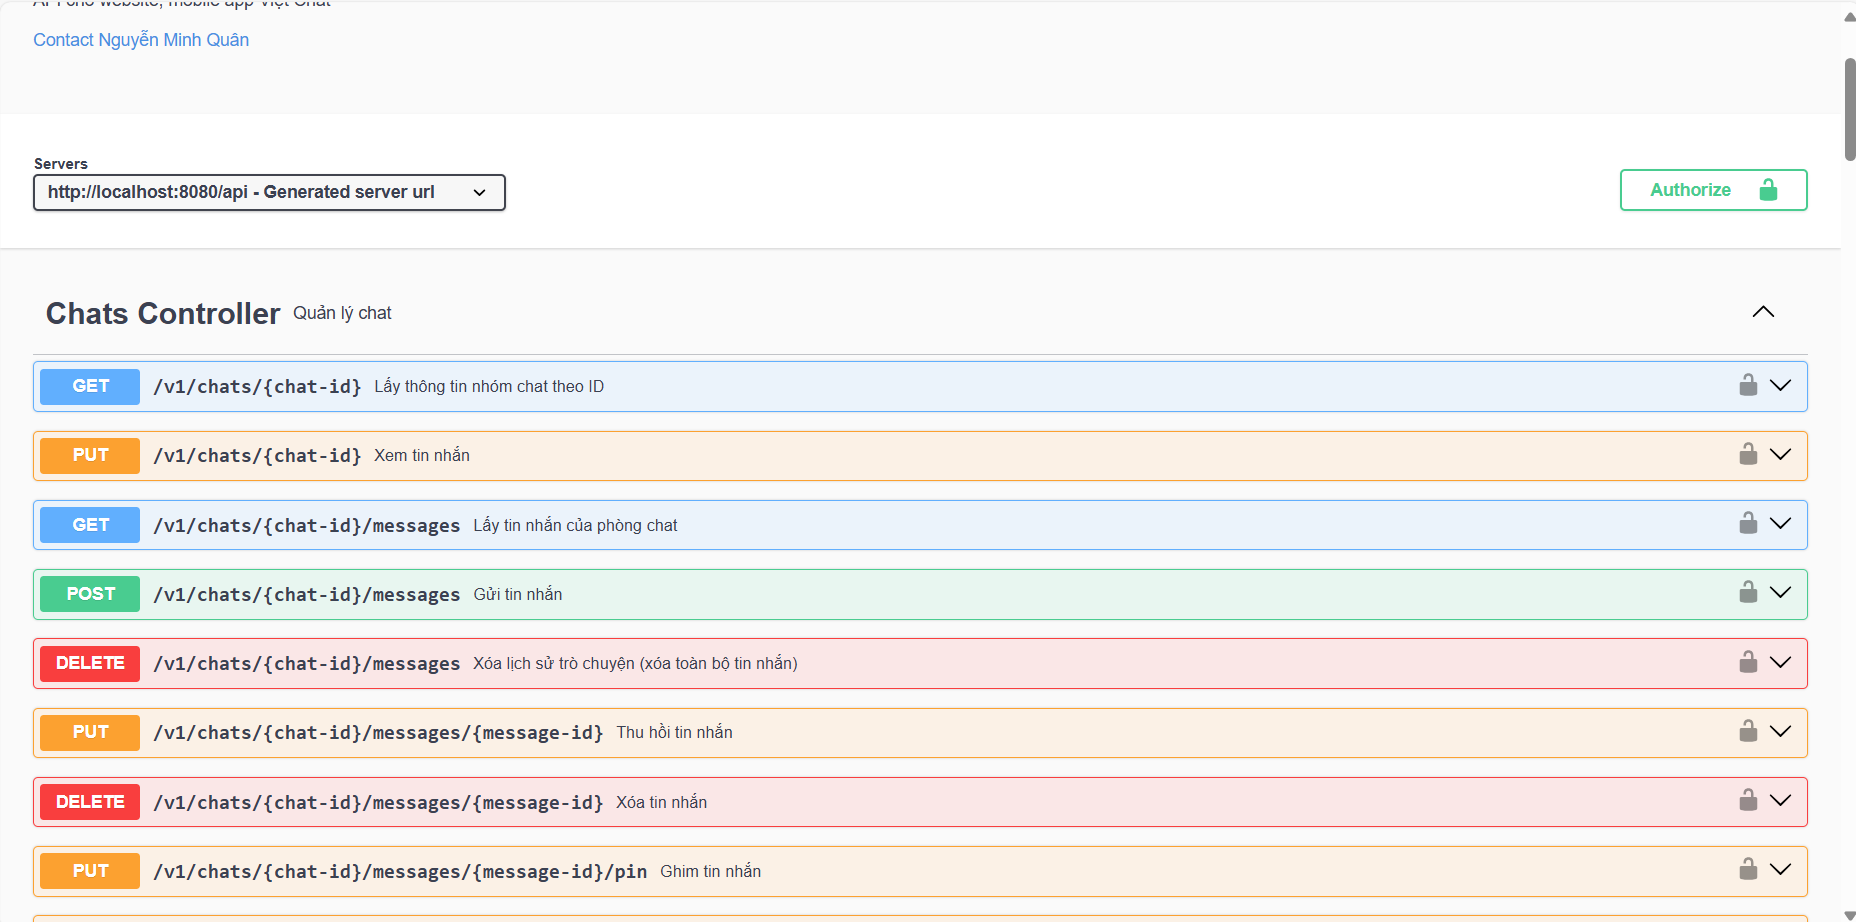 Contact Nguyễn Minh Quân
Servers
http://localhost:8080/api - Generated server url
Authorize
Chats Controller Quản lý chat
GET /v1/chats/{chat-id} Lấy thông tin nhóm chat theo ID
PUT /v1/chats/{chat-id} Xem tin nhắn
GET /v1/chats/{chat-id}/messages Lấy tin nhắn của phòng chat
POST /v1/chats/{chat-id}/messages Gửi tin nhắn
DELETE /v1/chats/{chat-id}/messages Xóa lịch sử trò chuyện (xóa toàn bộ tin nhắn)
PUT /v1/chats/{chat-id}/messages/{message-id} Thu hồi tin nhắn
DELETE /v1/chats/{chat-id}/messages/{message-id} Xóa tin nhắn
PUT /v1/chats/{chat-id}/messages/{message-id}/pin Ghim tin nhắn